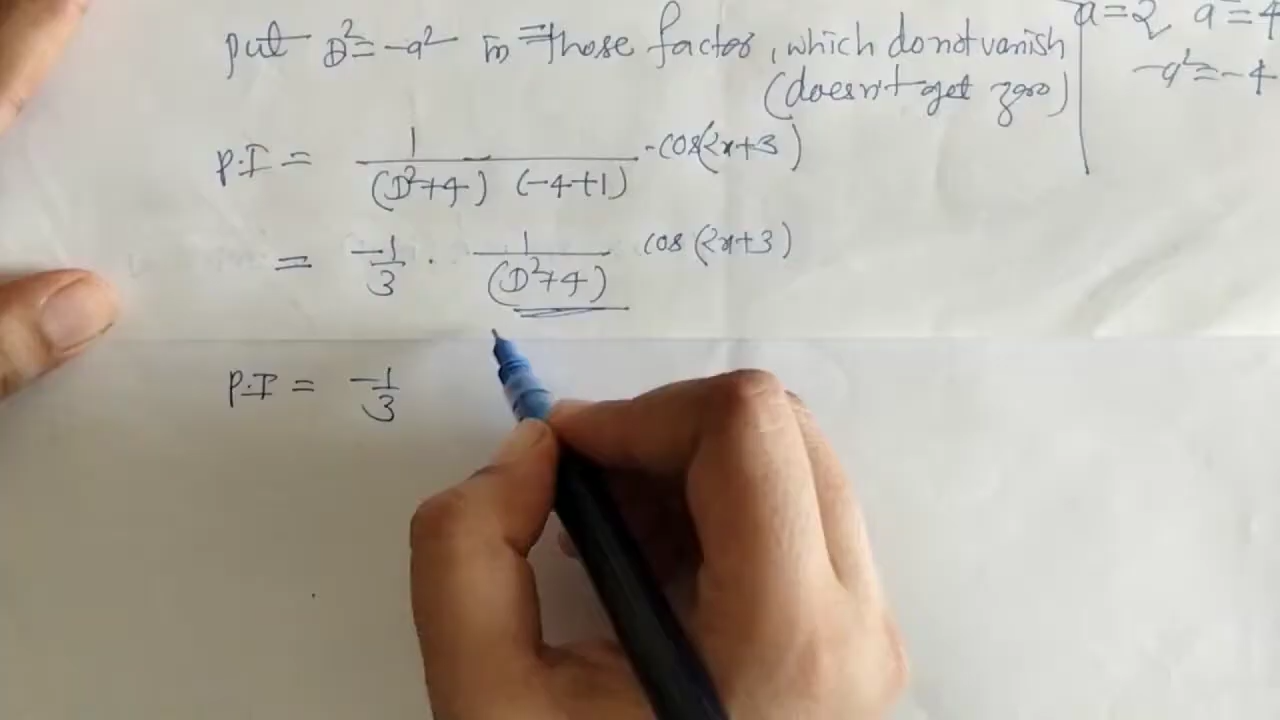 put D²=-a² in those factor, which do not vanish
(doesn't get zero)
a=2, a²=4
-a²=-4
P.I = 1/((D²+4) (-4+1)) · cos(2x+3)
= -1/3 · 1/(D²+4) cos(2x+3)
P.I = -1/3